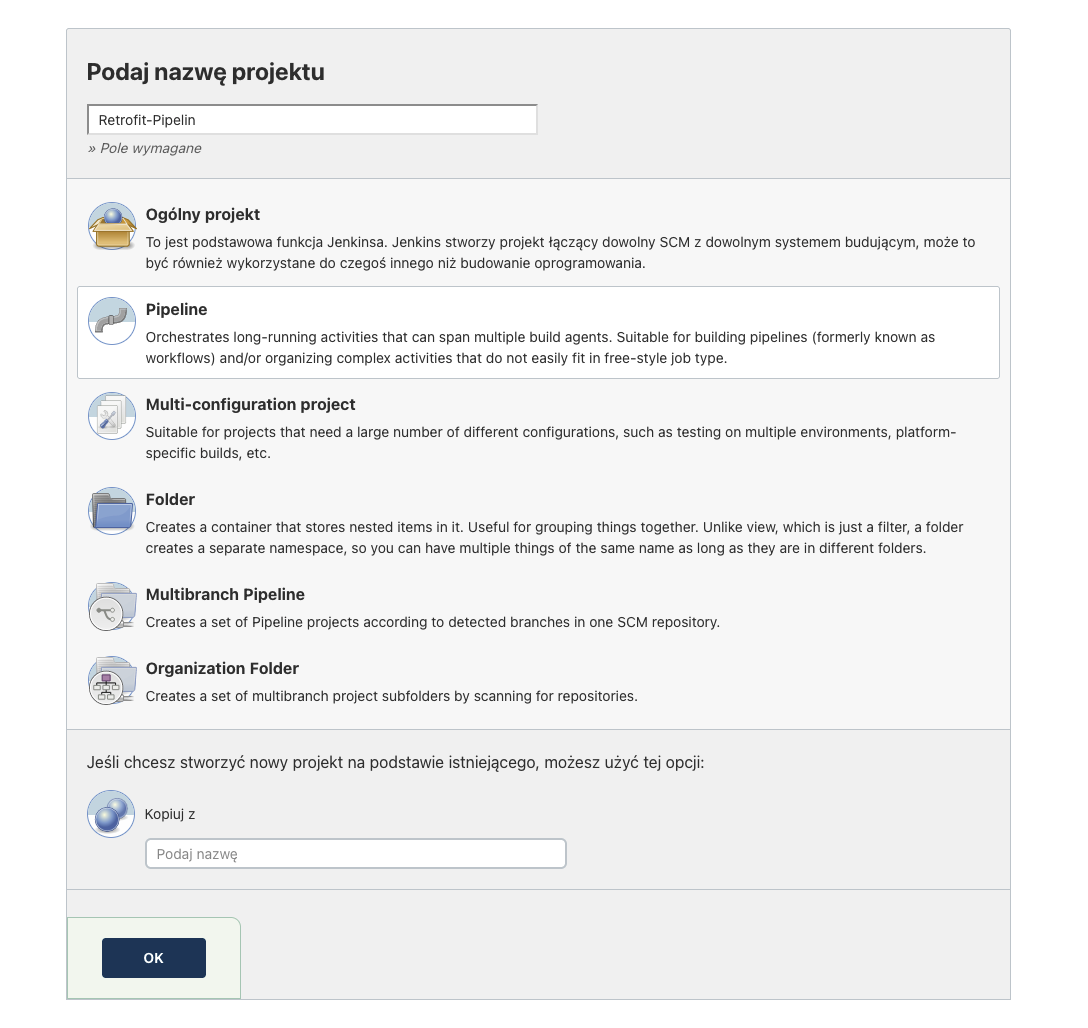 Podaj nazwę projektu
Retrofit-Pipelin
» Pole wymagane
Ogólny projekt
To jest podstawowa funkcja Jenkinsa. Jenkins stworzy projekt łączący dowolny SCM z dowolnym systemem budującym, może to
być również wykorzystane do czegoś innego niż budowanie oprogramowania.
Pipeline
Orchestrates long-running activities that can span multiple build agents. Suitable for building pipelines (formerly known as
workflows) and/or organizing complex activities that do not easily fit in free-style job type.
Multi-configuration project
Suitable for projects that need a large number of different configurations, such as testing on multiple environments, platform-
specific builds, etc.
Folder
Creates a container that stores nested items in it. Useful for grouping things together. Unlike view, which is just a filter, a folder
creates a separate namespace, so you can have multiple things of the same name as long as they are in different folders.
Multibranch Pipeline
Creates a set of Pipeline projects according to detected branches in one SCM repository.
Organization Folder
Creates a set of multibranch project subfolders by scanning for repositories.
Jeśli chcesz stworzyć nowy projekt na podstawie istniejącego, możesz użyć tej opcji:
Kopiuj z
Podaj nazwę
OK